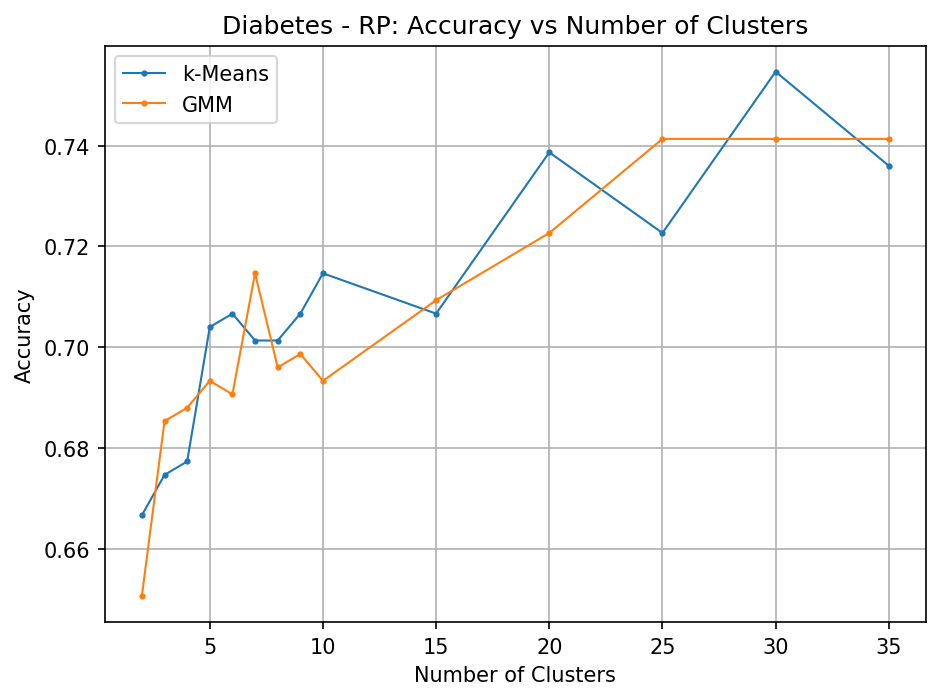 Diabetes - RP: Accuracy vs Number of Clusters
k-Means
GMM
Accuracy
0.74
0.72
0.70
0.68
0.66
5 10 15 20 25 30 35
Number of Clusters